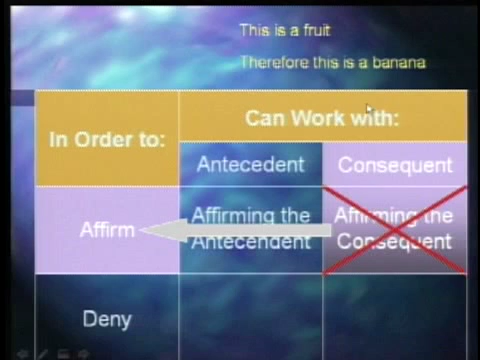 This is a fruit
Therefore this is a banana
In Order to:
Can Work with:
Antecedent
Consequent
Affirm
Affirming the
Antecendent
Affirming the
Consequent
Deny